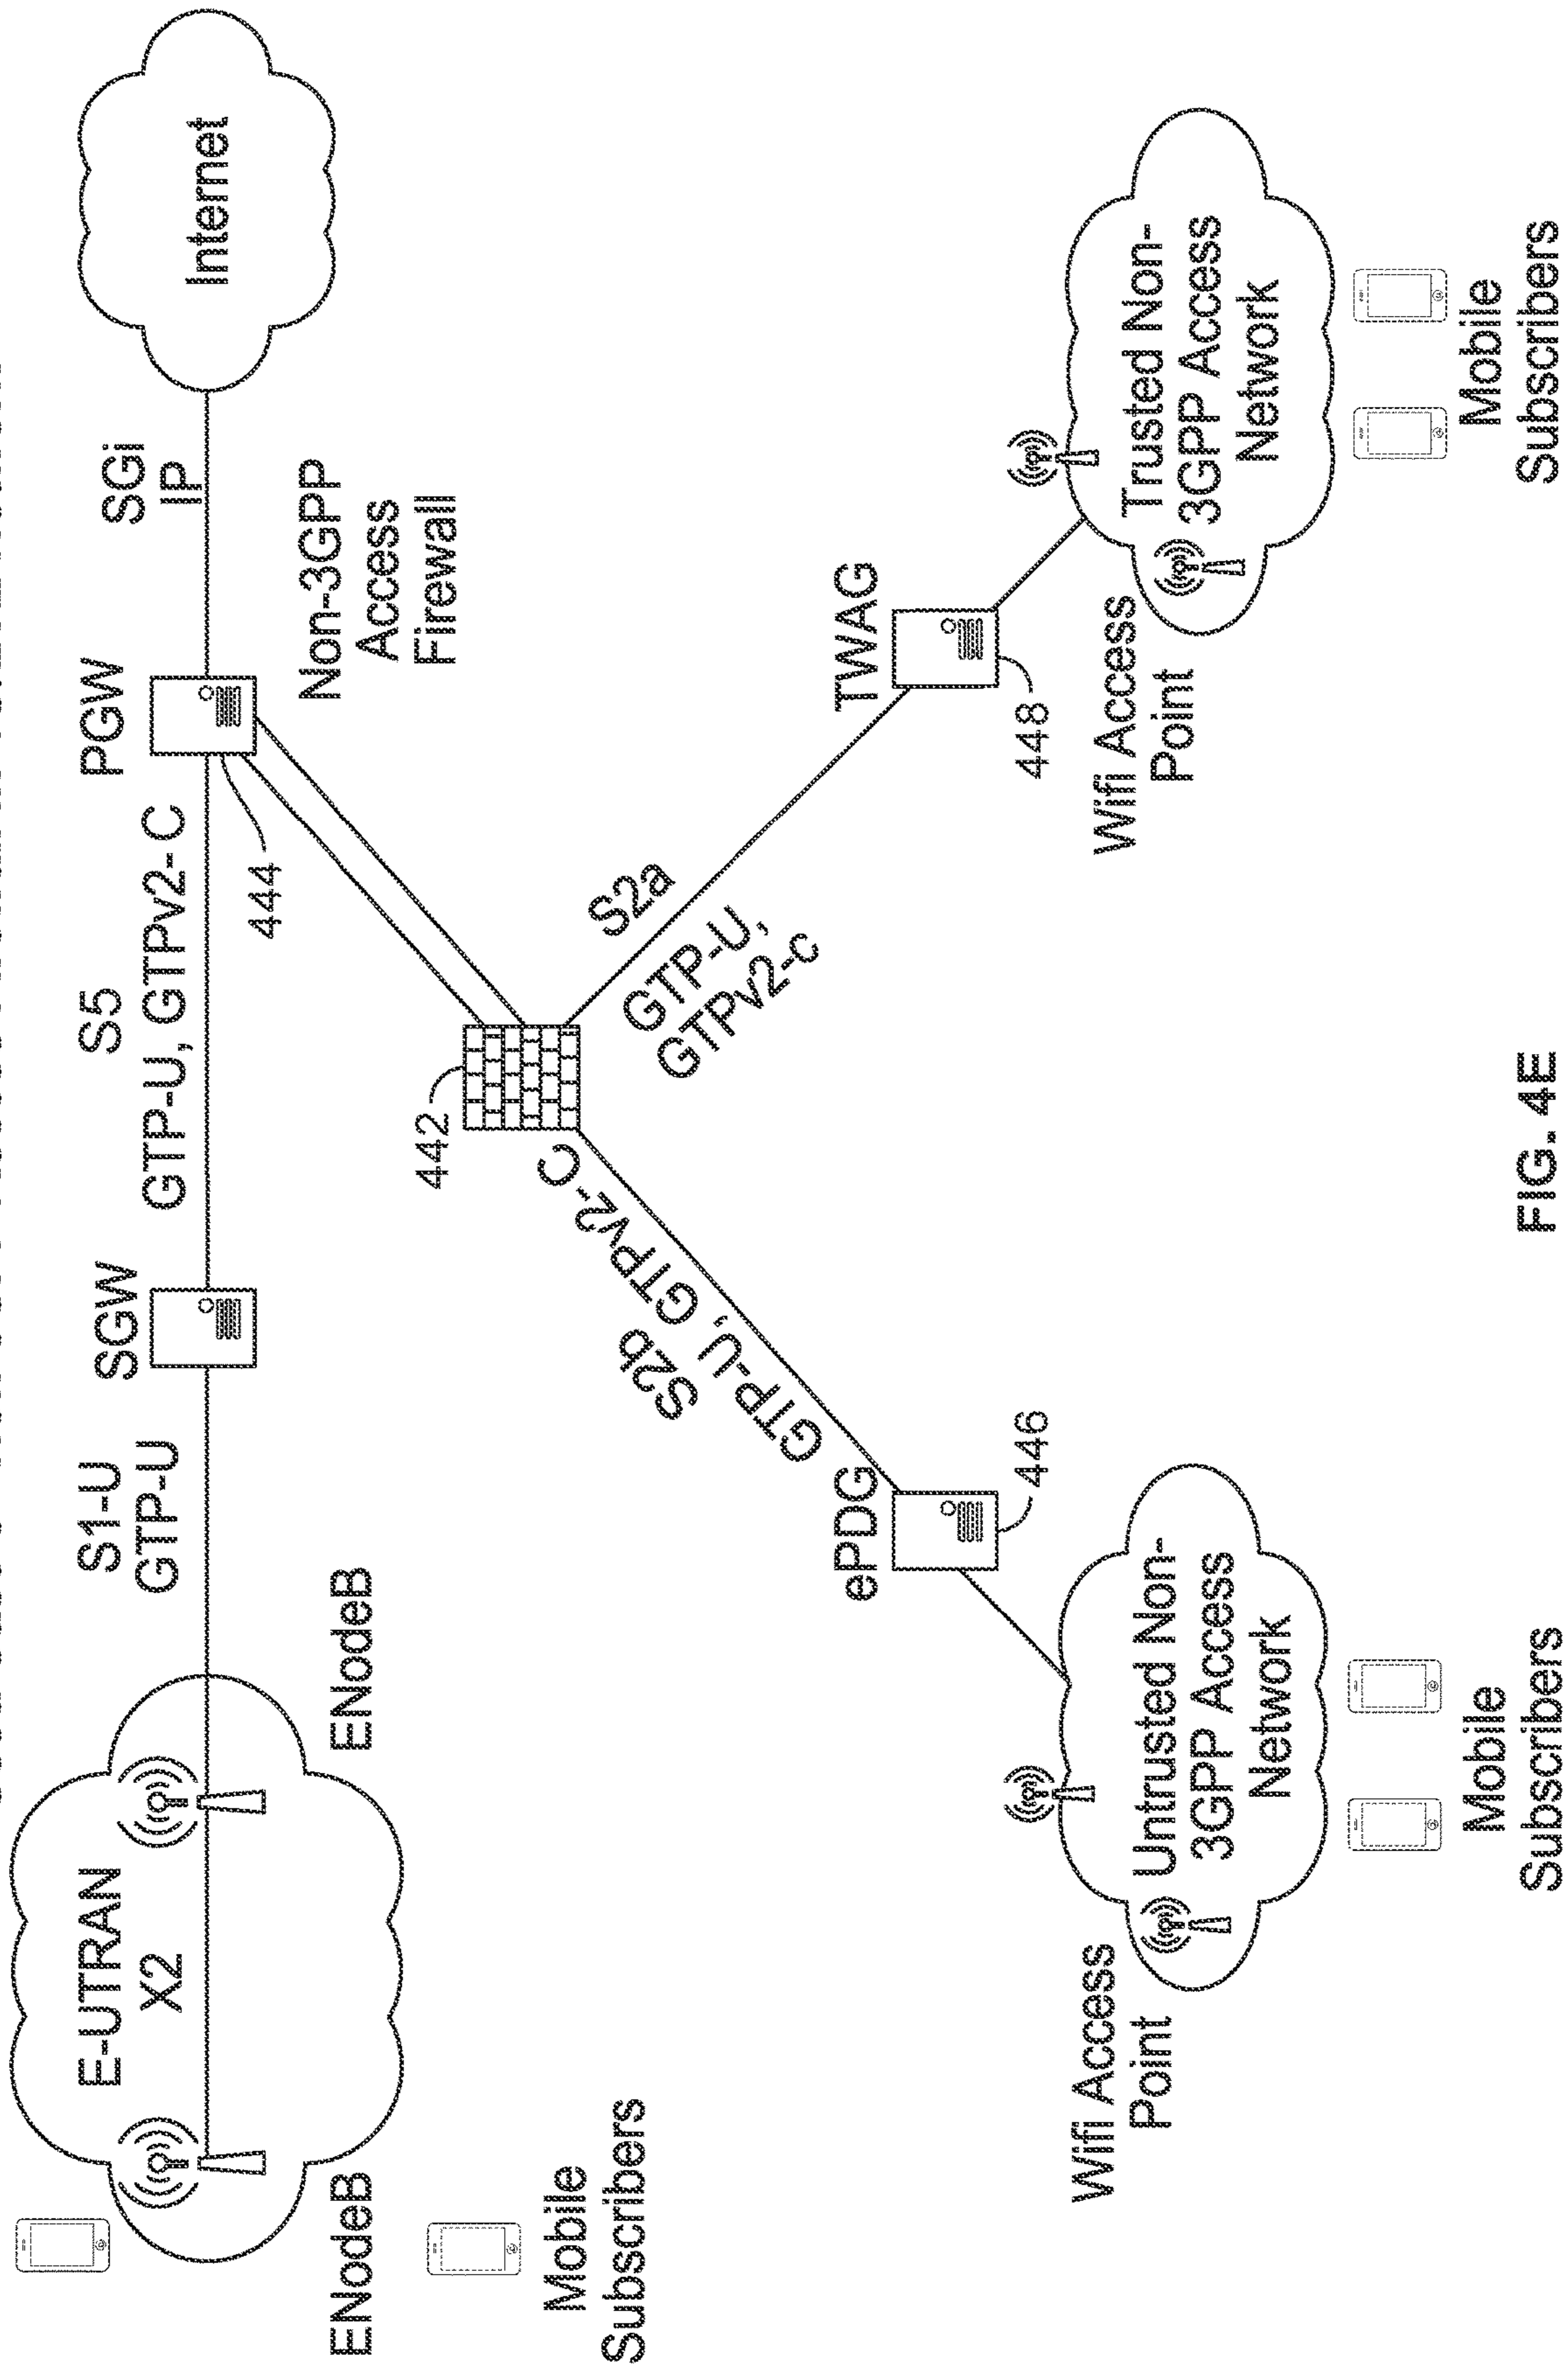 E-UTRAN
X2
ENodeB
ENodeB
Mobile
Subscribers
S1-U
GTP-U
SGW
S5
GTP-U, GTPv2- C
PGW
444
SGi
IP
Internet
Non-3GPP
Access
Firewall
442
S2b
GTP-U, GTPv2- C
S2a
GTP-U,
GTPv2-c
ePDG
446
TWAG
448
Wifi Access
Point
Untrusted Non-
3GPP Access
Network
Mobile
Subscribers
Wifi Access
Point
Trusted Non-
3GPP Access
Network
Mobile
Subscribers
FIG. 4E